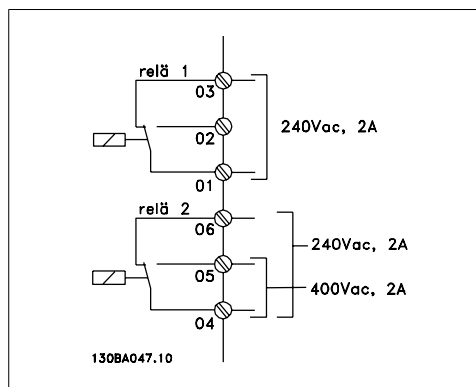 relä 1
03
02
01
240Vac, 2A
relä 2
06
05
04
240Vac, 2A
400Vac, 2A
130BA047.10